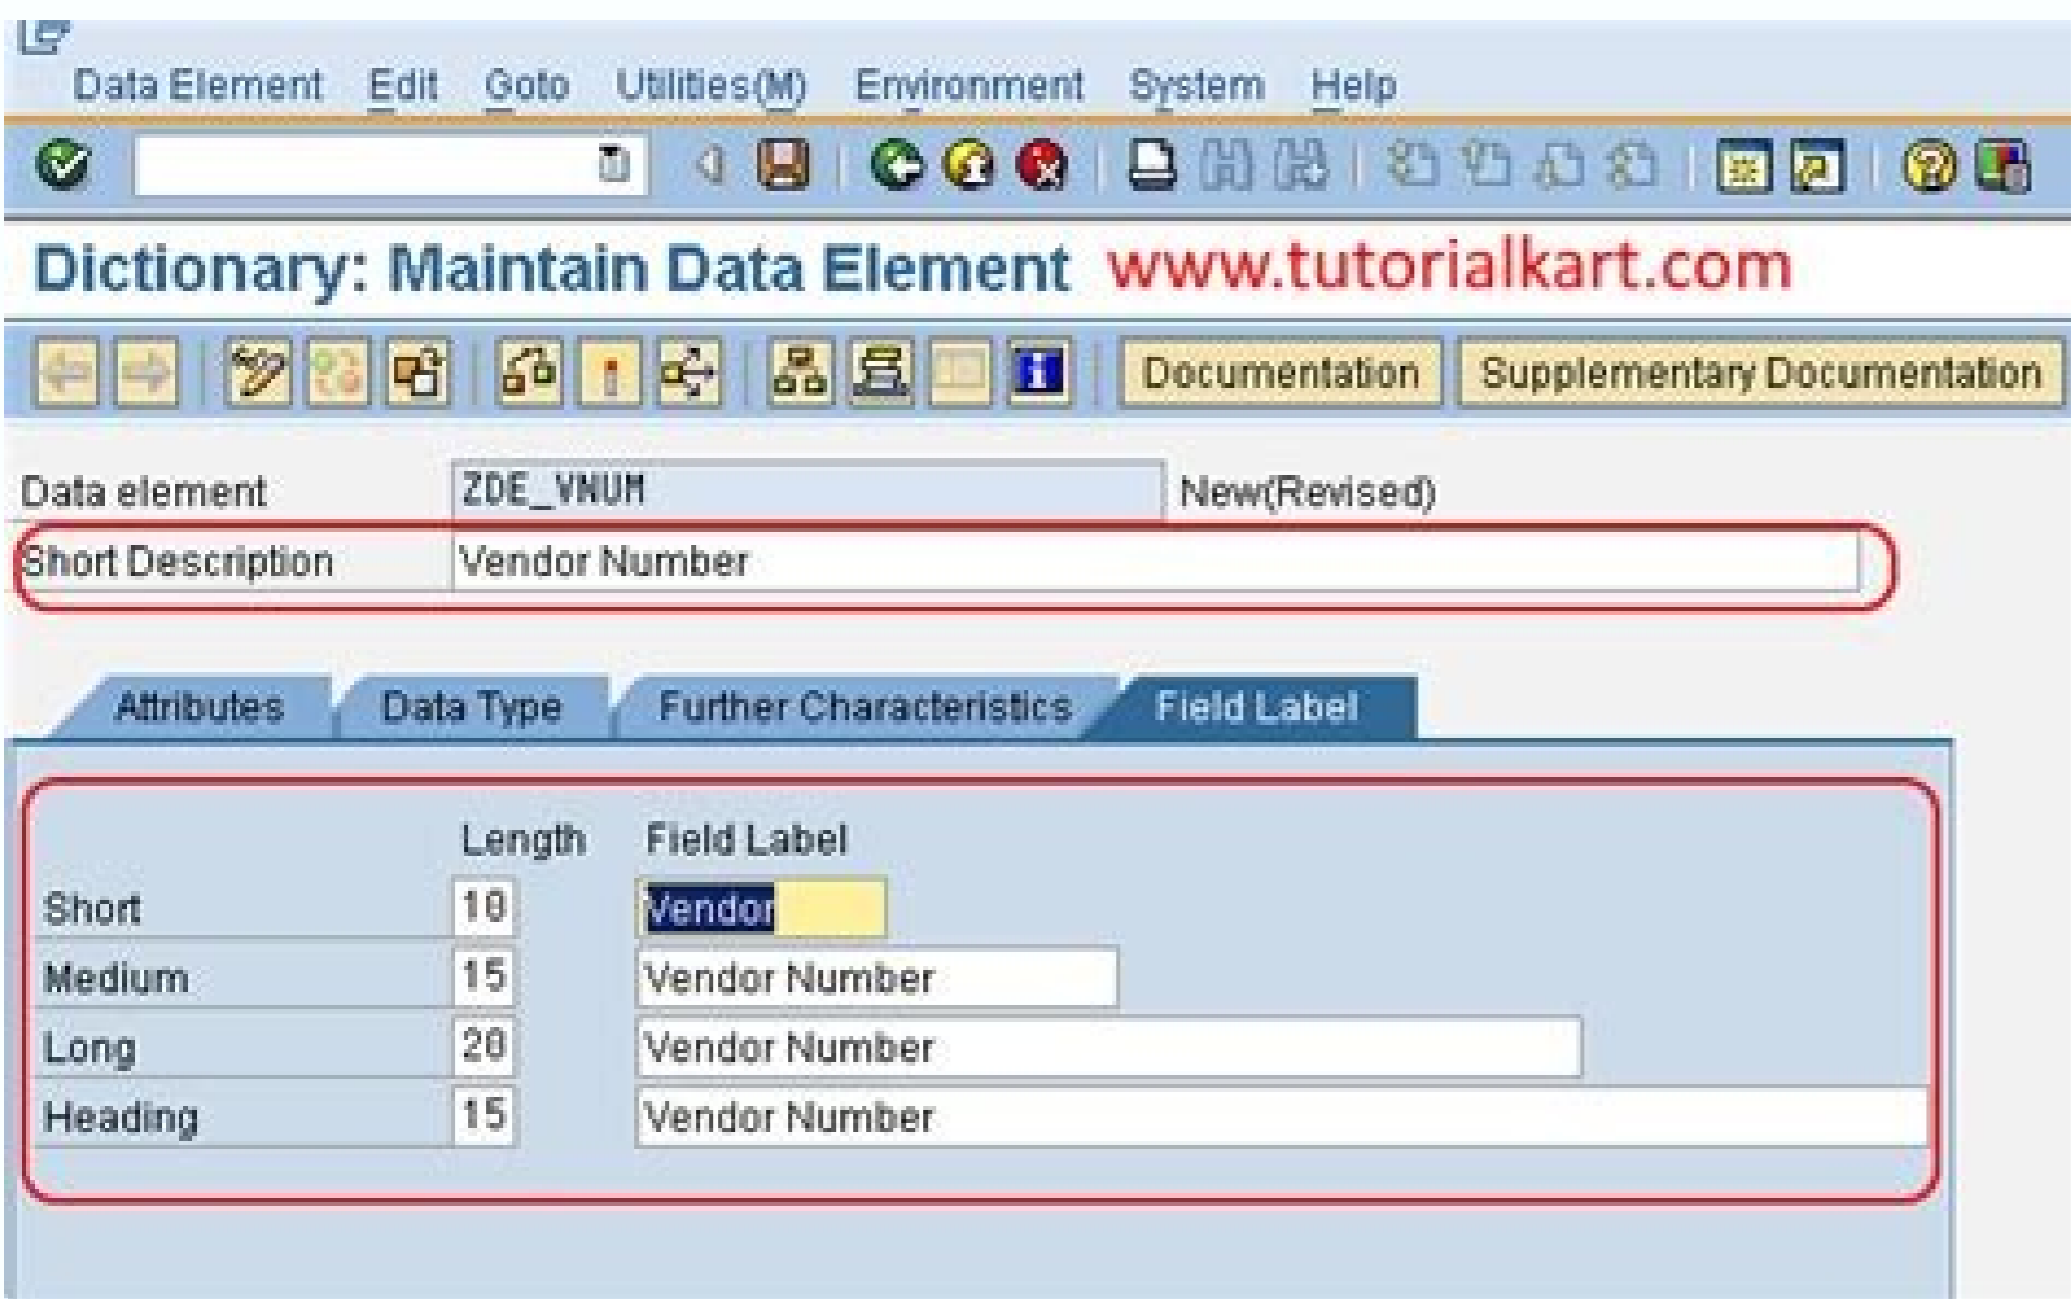 Data Element Edit Goto Utilities(M) Environment System Help
Dictionary: Maintain Data Element www.tutorialkart.com
Documentation Supplementary Documentation
Data element ZDE_VNUM New(Revised)
Short Description Vendor Number
Attributes Data Type Further Characteristics Field Label
Length Field Label
Short 10 Vendor
Medium 15 Vendor Number
Long 20 Vendor Number
Heading 15 Vendor Number